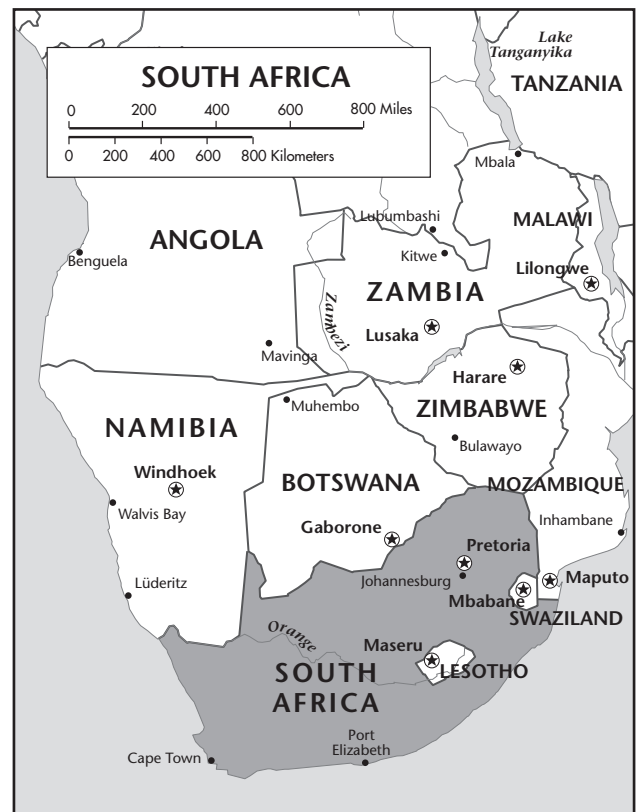 SOUTH AFRICA
0 200 400 600 800 Miles
0 200 400 600 800 Kilometers
Lake
Tanganyika
TANZANIA
Mbala
Lubumbashi
MALAWI
ANGOLA
Benguela
Kitwe
Lilongwe
ZAMBIA
Zambezi
Lusaka
Mavinga
Harare
Muhembo
ZIMBABWE
NAMIBIA
Bulawayo
Windhoek
BOTSWANA
MOZAMBIQUE
Walvis Bay
Gaborone
Inhambane
Pretoria
Lüderitz
Johannesburg
Maputo
Mbabane
SWAZILAND
Orange
Maseru
LESOTHO
SOUTH
AFRICA
Port
Elizabeth
Cape Town